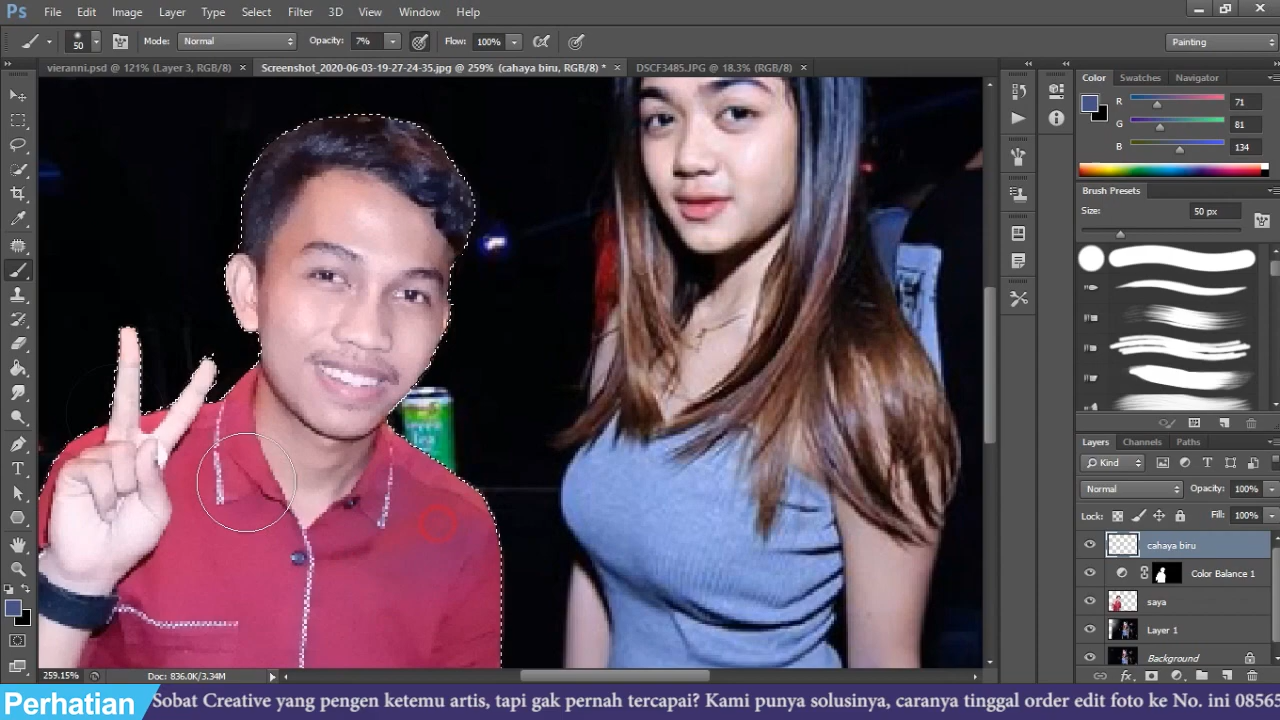 Ps File Edit Image Layer Type Select Filter 3D View Window Help
50 Mode: Normal Opacity: 7% Flow: 100% Painting
vieranni.psd @ 121% (Layer 3, RGB/8) × Screenshot_2020-06-03-19-27-24-35.jpg @ 259% (cahaya biru, RGB/8) * × DSCF3485.JPG @ 18.3% (RGB/8) ×
Color Swatches Navigator
R 71
G 81
B 134
Brush Presets
Size: 50 px
Layers Channels Paths
Kind
Normal Opacity: 100%
Lock: Fill: 100%
cahaya biru
Color Balance 1
saya
Layer 1
Background
green
tea
259.15% Doc: 836.0K/3.34M
Perhatian Sobat Creative yang pengen ketemu artis, tapi gak pernah tercapai? Kami punya solusinya, caranya tinggal order edit foto ke No. ini 08565